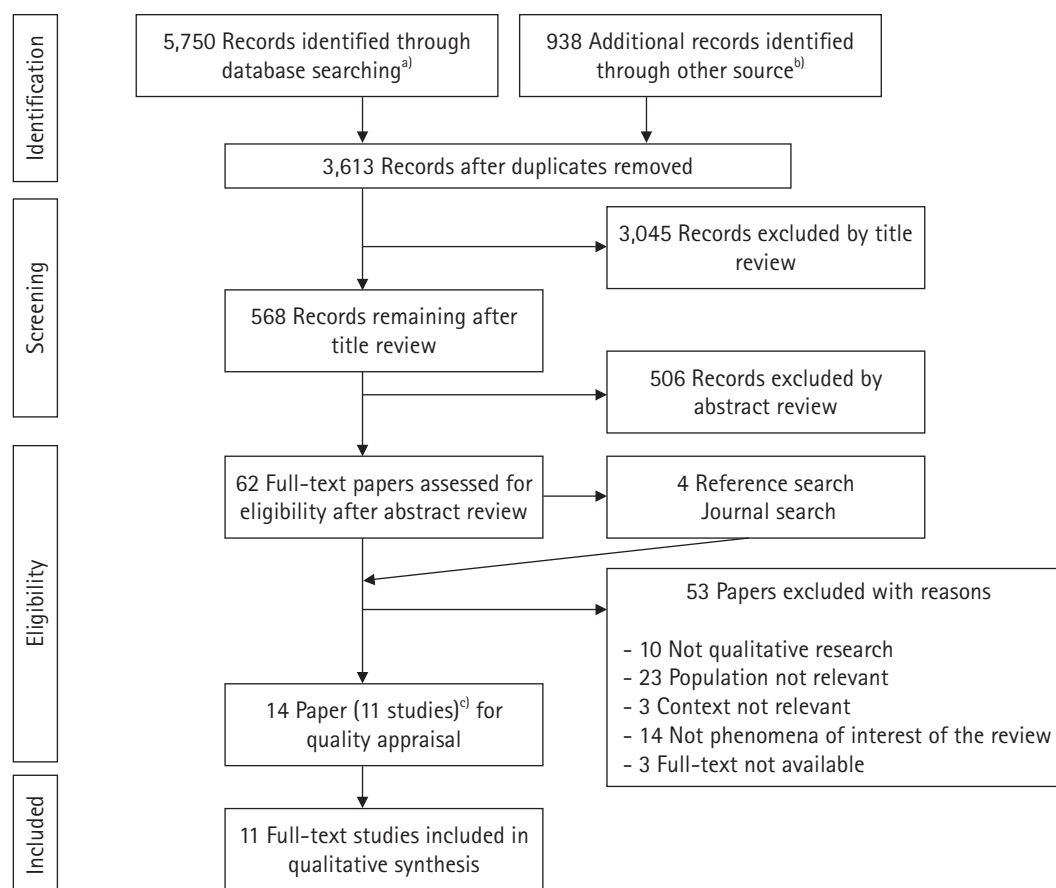 Identification
5,750 Records identified through
database searching a)
938 Additional records identified
through other source b)
3,613 Records after duplicates removed
Screening
3,045 Records excluded by title
review
568 Records remaining after
title review
506 Records excluded by
abstract review
Eligibility
62 Full-text papers assessed for
eligibility after abstract review
4 Reference search
Journal search
53 Papers excluded with reasons
- 10 Not qualitative research
- 23 Population not relevant
- 3 Context not relevant
- 14 Not phenomena of interest of the review
- 3 Full-text not available
14 Paper (11 studies) c) for
quality appraisal
Included
11 Full-text studies included in
qualitative synthesis